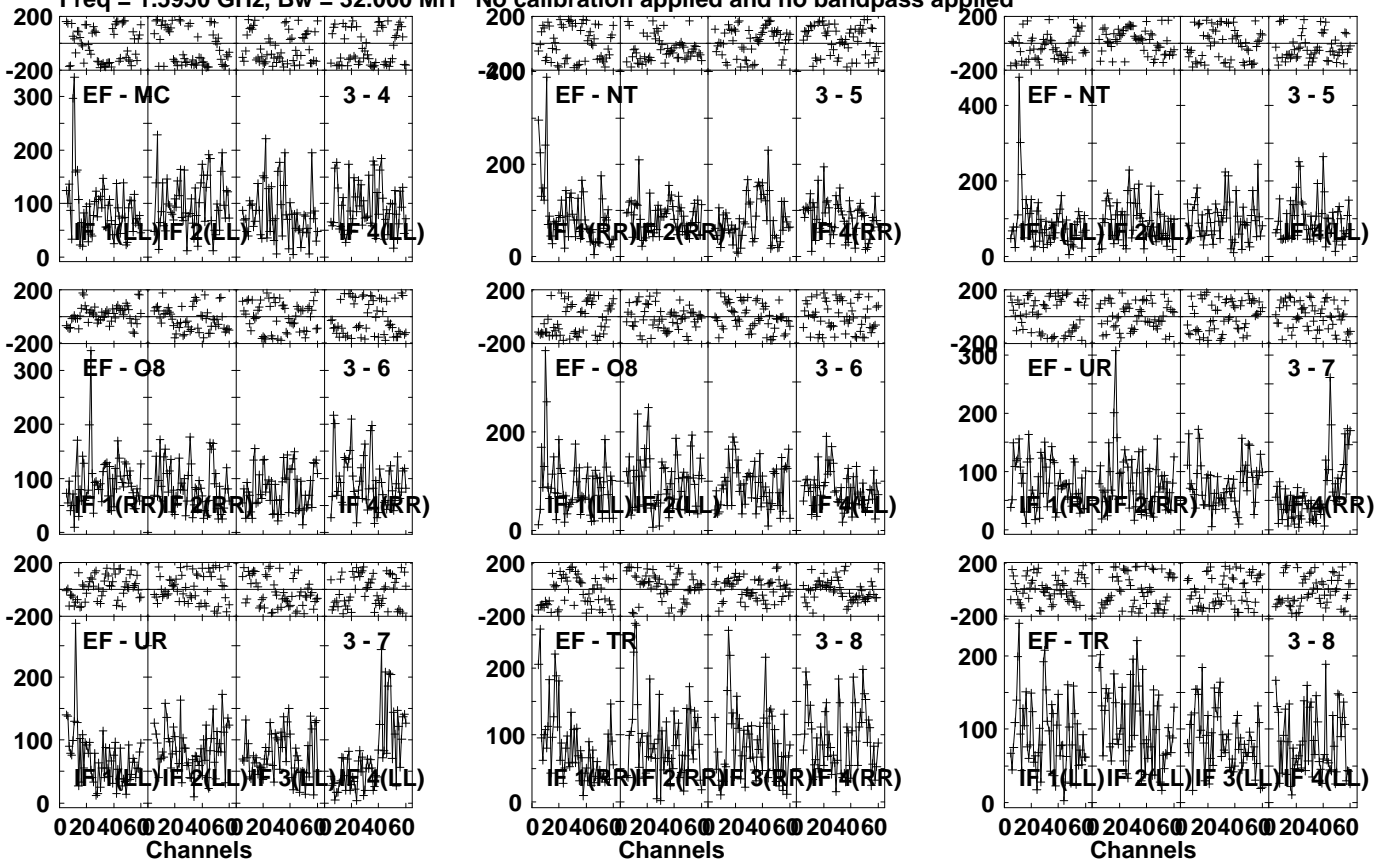 Freq = 1.5950 GHz, Bw = 32.000 MH No calibration applied and no bandpass applied
200
-200
EF - MC
3 - 4
300
200
100
0
IF 1(LL) IF 2(LL) IF 4(LL)
200
-200
400
EF - NT
3 - 5
300
200
100
0
IF 1(RR) IF 2(RR) IF 4(RR)
200
-200
EF - NT
3 - 5
400
200
0
IF 1(LL) IF 2(LL) IF 4(LL)
200
-200
EF - O8
3 - 6
300
200
100
0
IF 1(RR) IF 2(RR) IF 4(RR)
200
-200
EF - O8
3 - 6
200
0
IF 1(LL) IF 2(LL) IF 4(LL)
200
-200
300
EF - UR
3 - 7
200
100
0
IF 1(RR) IF 2(RR) IF 4(RR)
200
-200
EF - UR
3 - 7
200
100
0
IF 1(LL) IF 2(LL) IF 3(LL) IF 4(LL)
0 20 40 60 0 20 40 60 0 20 40 60 0 20 40 60
Channels
200
-200
EF - TR
3 - 8
200
100
0
IF 1(RR) IF 2(RR) IF 3(RR) IF 4(RR)
0 20 40 60 0 20 40 60 0 20 40 60 0 20 40 60
Channels
200
-200
EF - TR
3 - 8
200
100
0
IF 1(LL) IF 2(LL) IF 3(LL) IF 4(LL)
0 20 40 60 0 20 40 60 0 20 40 60 0 20 40 60
Channels